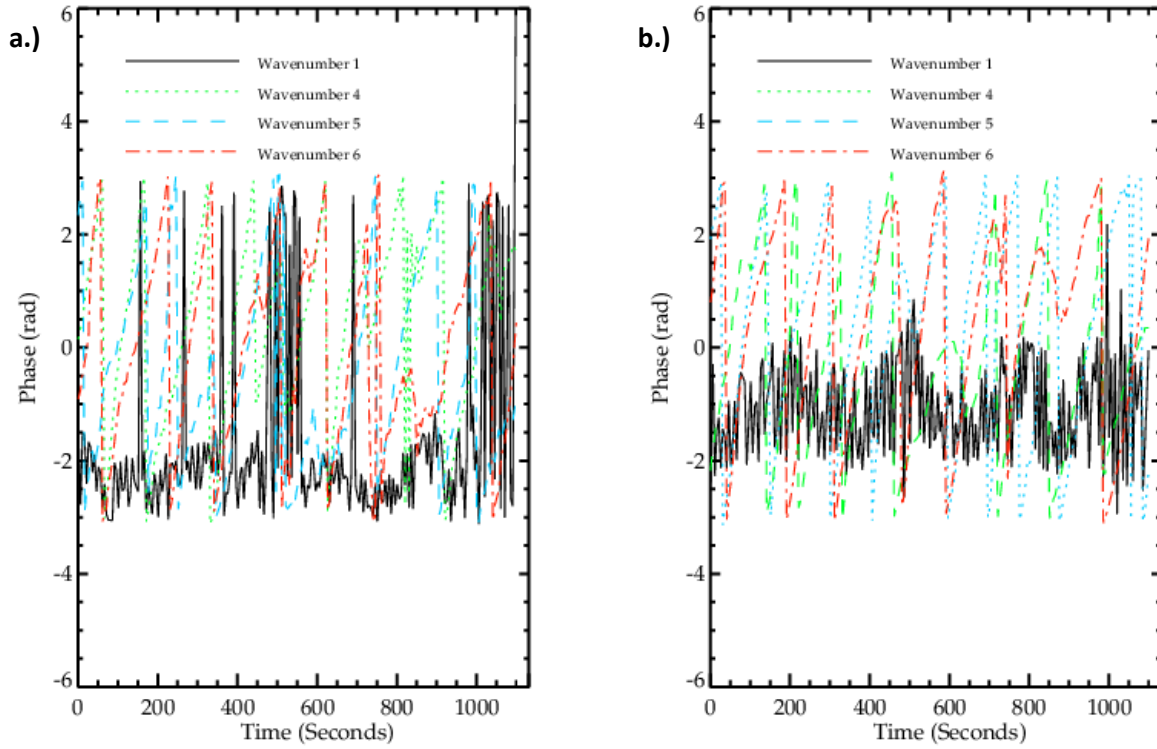 a.)
6
4
2
0
-2
-4
-6
Phase (rad)
Wavenumber 1
Wavenumber 4
Wavenumber 5
Wavenumber 6
0 200 400 600 800 1000
Time (Seconds)
b.)
6
4
2
0
-2
-4
-6
Phase (rad)
Wavenumber 1
Wavenumber 4
Wavenumber 5
Wavenumber 6
0 200 400 600 800 1000
Time (Seconds)